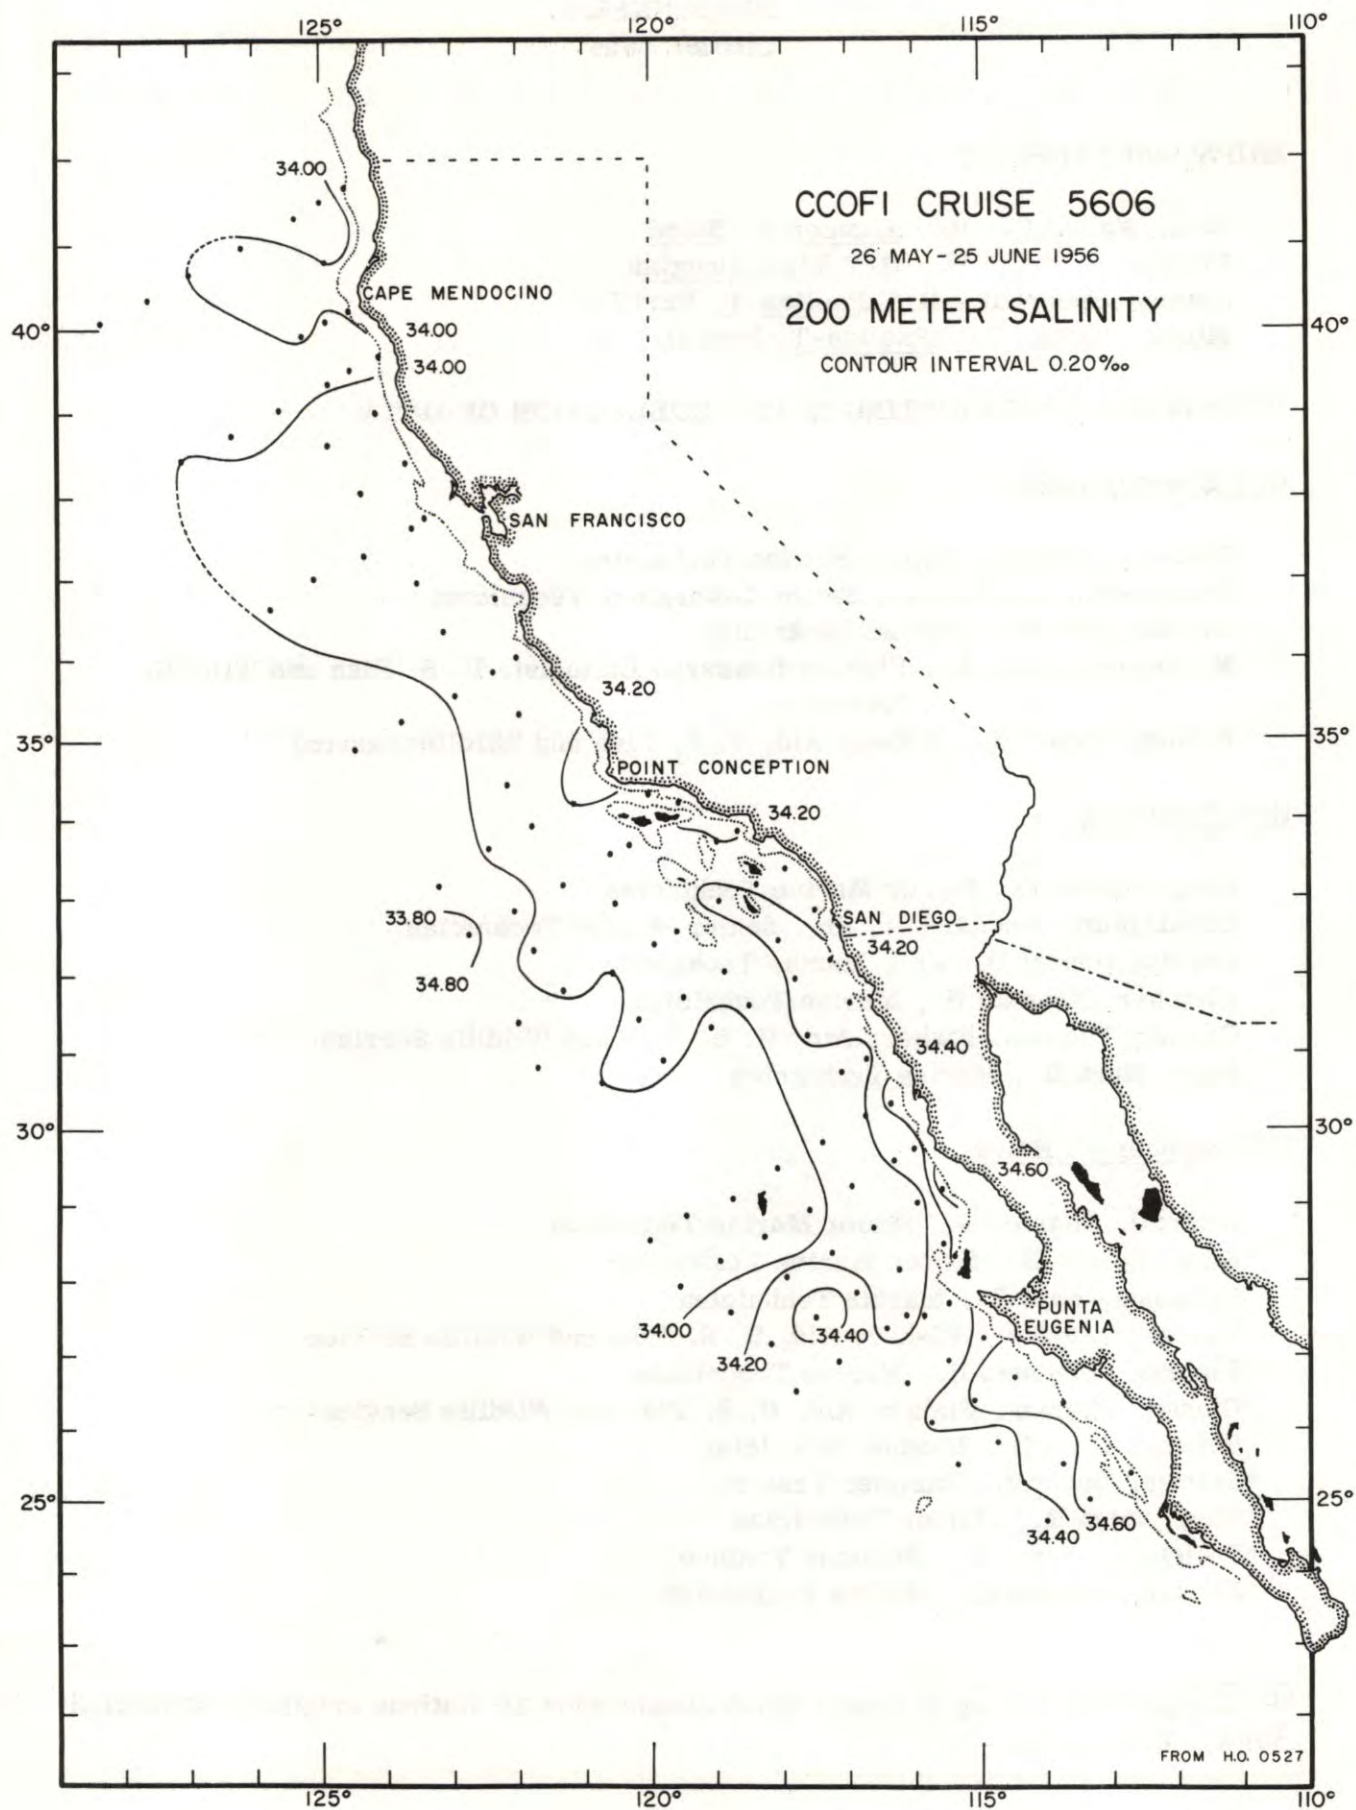 125° 120° 115° 110°
34.00
CCOFI CRUISE 5606
26 MAY - 25 JUNE 1956
200 METER SALINITY
CONTOUR INTERVAL 0.20‰
CAPE MENDOCINO
40° 40°
34.00
34.00
SAN FRANCISCO
34.20
35° 35°
POINT CONCEPTION
34.20
33.80
SAN DIEGO
34.20
34.80
34.40
30° 30°
34.60
PUNTA
EUGENIA
34.00
34.40
34.20
25° 25°
34.40 34.60
FROM H.O. 0527
125° 120° 115° 110°